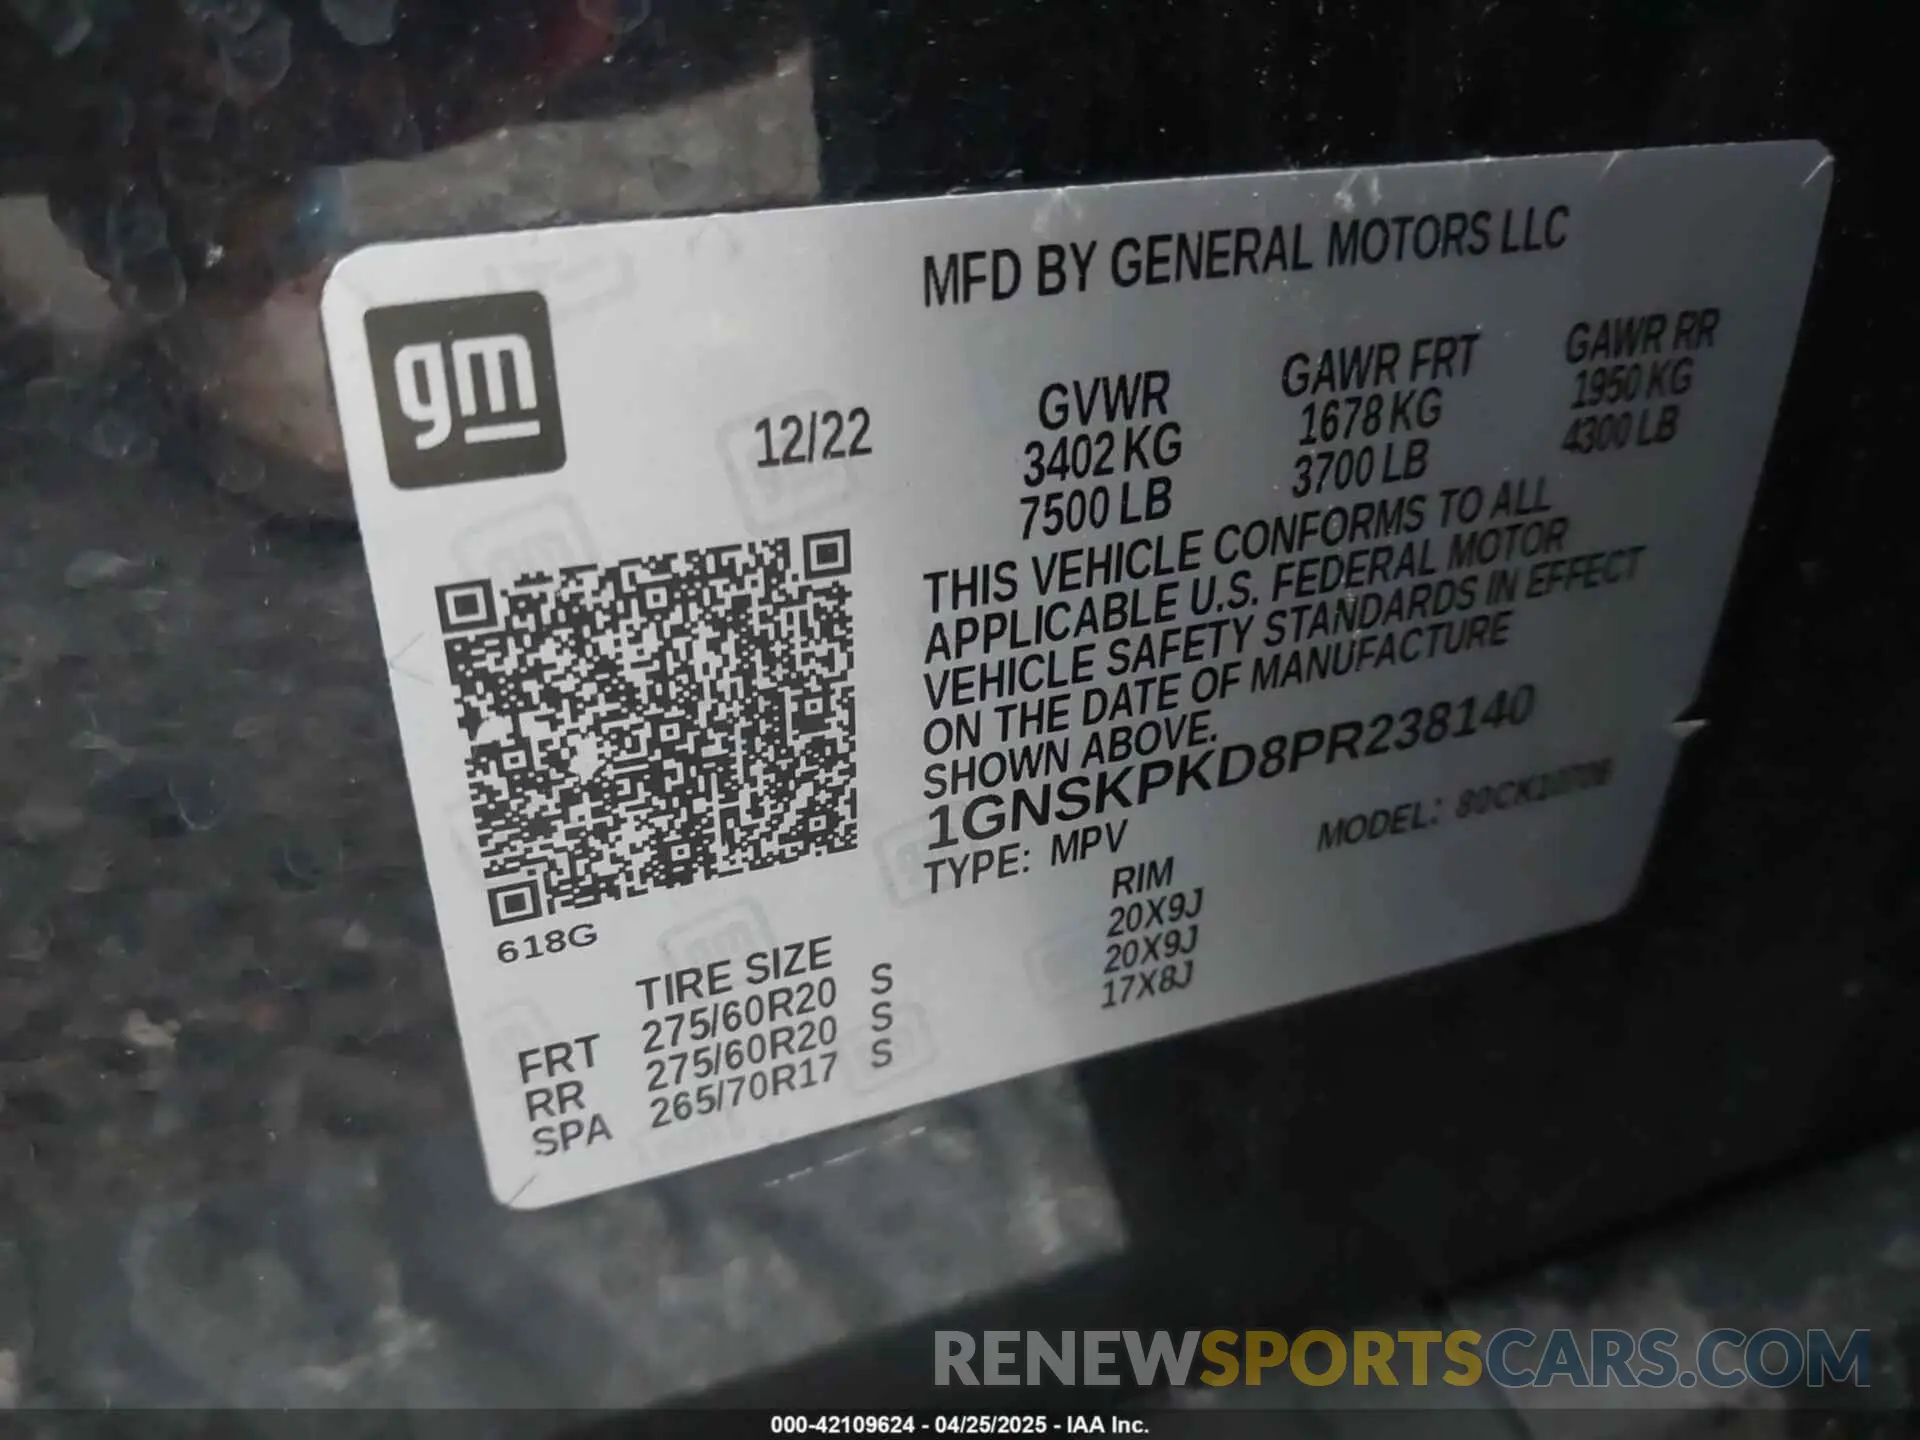 gm
MFD BY GENERAL MOTORS LLC
12/22
GVWR GAWR FRT GAWR RR
3402 KG 1678 KG 1950 KG
7500 LB 3700 LB 4300 LB
THIS VEHICLE CONFORMS TO ALL
APPLICABLE U.S. FEDERAL MOTOR
VEHICLE SAFETY STANDARDS IN EFFECT
ON THE DATE OF MANUFACTURE
SHOWN ABOVE.
1GNSKPKD8PR238140
TYPE: MPV MODEL:
618G
TIRE SIZE RIM
FRT 275/60R20 S 20X9J
RR 275/60R20 S 20X9J
SPA 265/70R17 S 17X8J
RENEWSPORTSCARS.COM
000-42109624 - 04/25/2025 - IAA Inc.